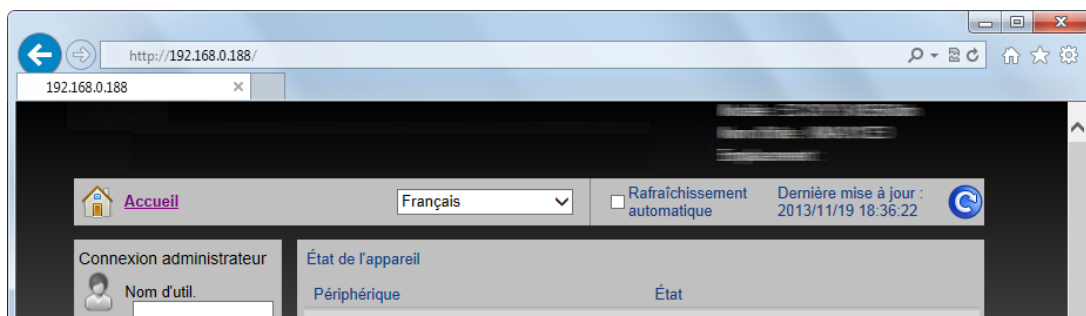 http://192.168.0.188/
192.168.0.188
Accueil
Français
Rafraîchissement
automatique
Dernière mise à jour :
2013/11/19 18:36:22
Connexion administrateur
Nom d'util.
État de l'appareil
Périphérique
État